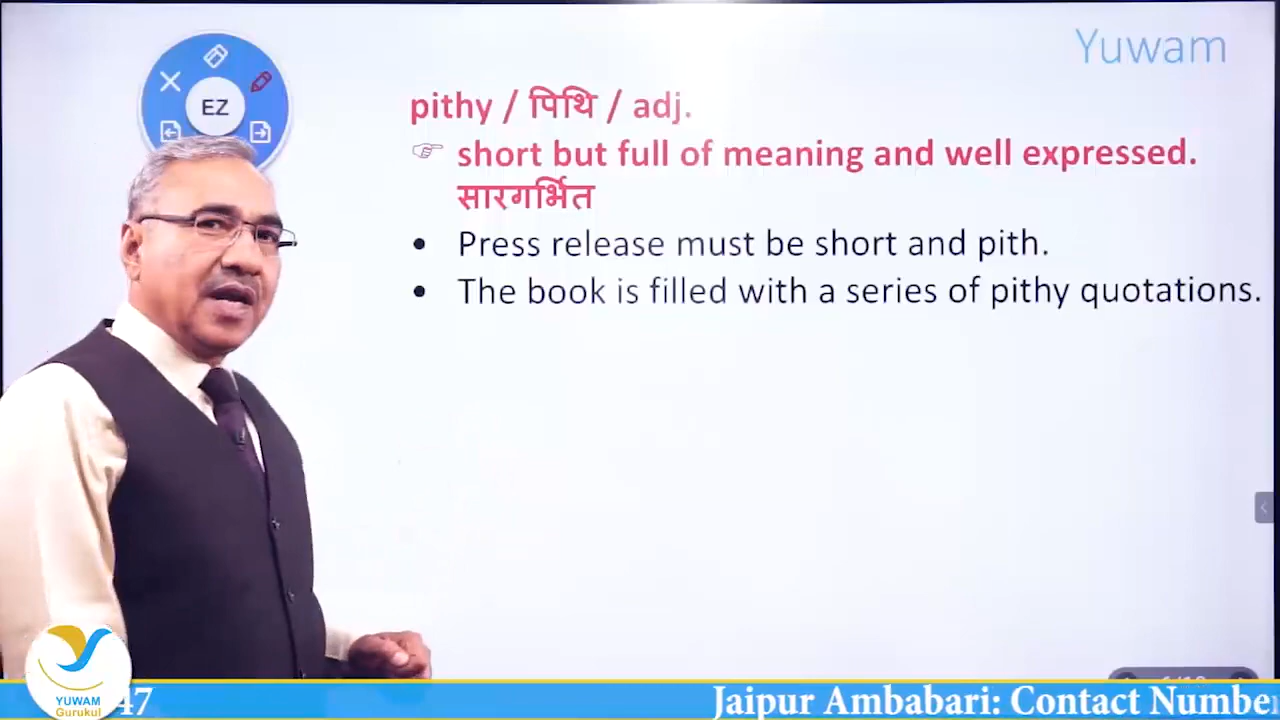 Yuwam
EZ
pithy / पिथि / adj.
short but full of meaning and well expressed.
सारगर्भित
Press release must be short and pith.
The book is filled with a series of pithy quotations.
YUWAM
Gurukul
47
Jaipur Ambabari: Contact Number